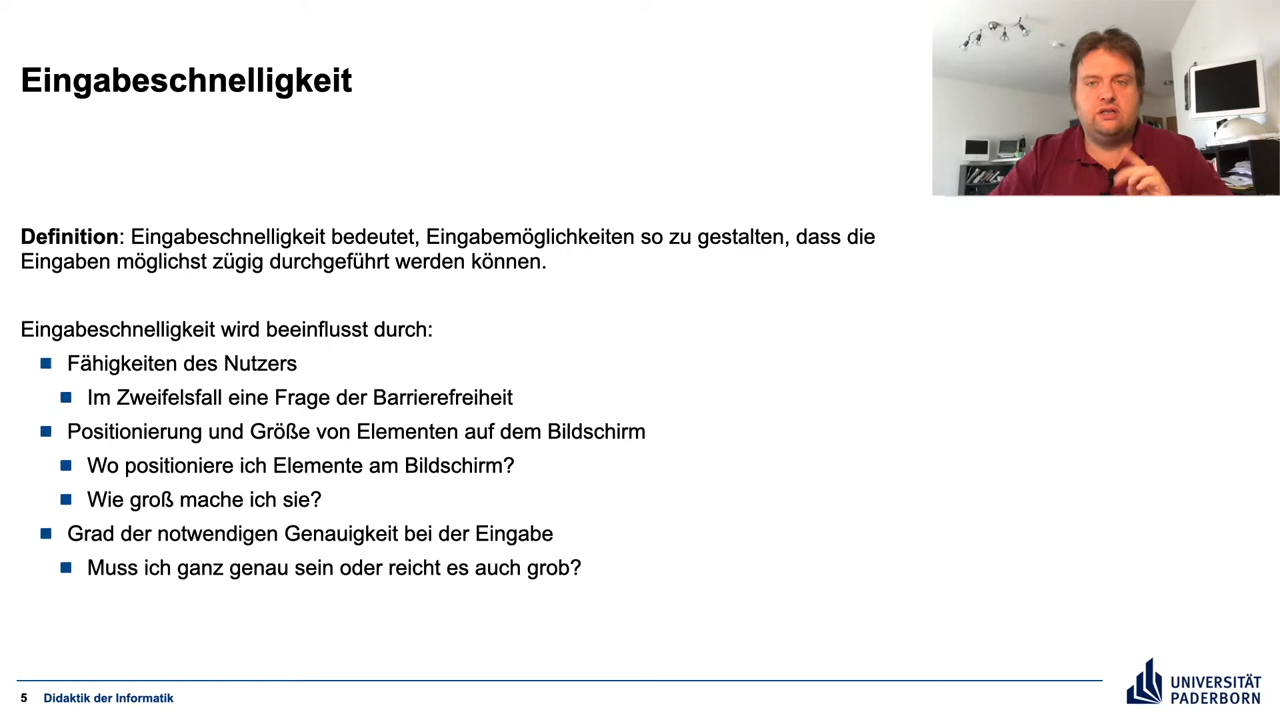 Eingabeschnelligkeit
Definition: Eingabeschnelligkeit bedeutet, Eingabemöglichkeiten so zu gestalten, dass die
Eingaben möglichst zügig durchgeführt werden können.
Eingabeschnelligkeit wird beeinflusst durch:
Fähigkeiten des Nutzers
Im Zweifelsfall eine Frage der Barrierefreiheit
Positionierung und Größe von Elementen auf dem Bildschirm
Wo positioniere ich Elemente am Bildschirm?
Wie groß mache ich sie?
Grad der notwendigen Genauigkeit bei der Eingabe
Muss ich ganz genau sein oder reicht es auch grob?
5 Didaktik der Informatik
UNIVERSITÄT
PADERBORN